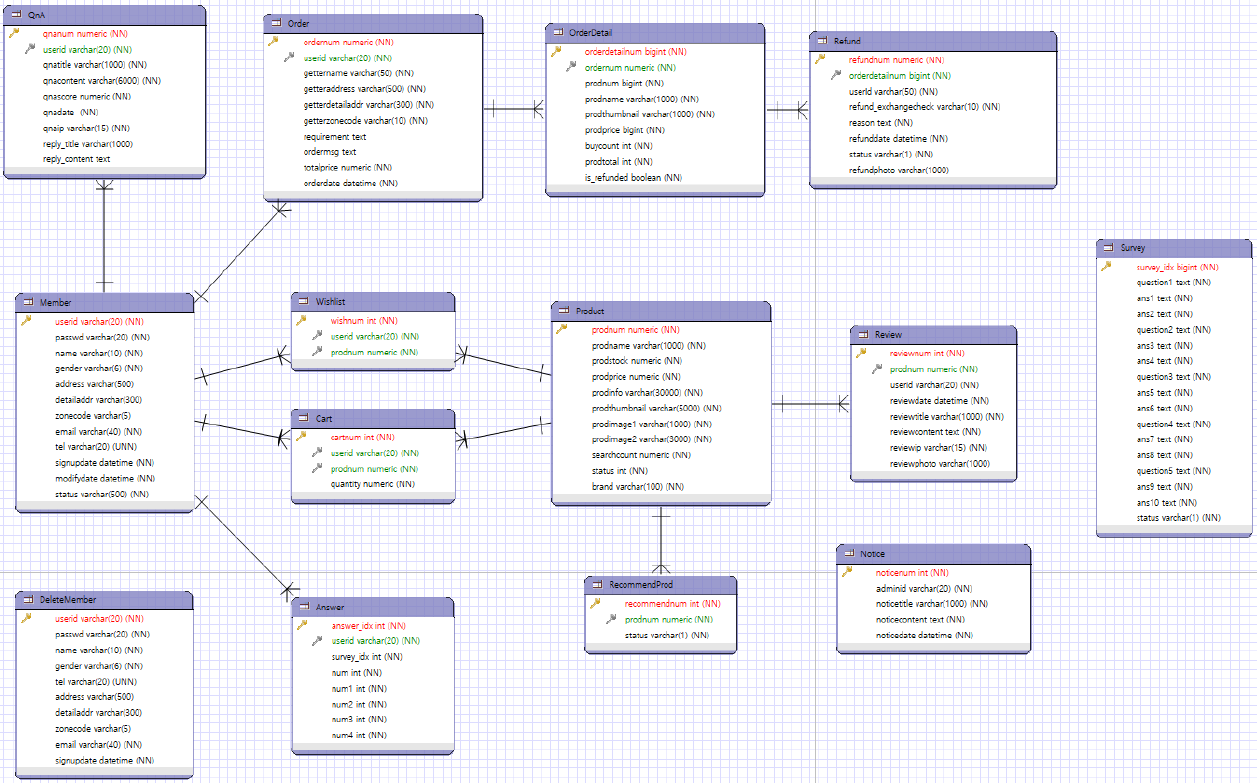 QnA
qnanum numeric (NN)
userid varchar(20) (NN)
qnatitle varchar(1000) (NN)
qnacontent varchar(6000) (NN)
qnascore numeric (NN)
qnadate (NN)
qnaip varchar(15) (NN)
reply_title varchar(1000)
reply_content text
Order
ordernum numeric (NN)
userid varchar(20) (NN)
gettername varchar(50) (NN)
getteraddress varchar(500) (NN)
getterdetailaddr varchar(300) (NN)
getterzonecode varchar(10) (NN)
requirement text
ordermsg text
totalprice numeric (NN)
orderdate datetime (NN)
OrderDetail
orderdetailnum bigint (NN)
ordernum numeric (NN)
prodnum bigint (NN)
prodname varchar(1000) (NN)
prodthumbnail varchar(1000) (NN)
prodprice bigint (NN)
buycount int (NN)
prodtotal int (NN)
is_refunded boolean (NN)
Refund
refundnum numeric (NN)
orderdetailnum bigint (NN)
userId varchar(50) (NN)
refund_exchangecheck varchar(10) (NN)
reason text (NN)
refunddate datetime (NN)
status varchar(1) (NN)
refundphoto varchar(1000)
Member
userid varchar(20) (NN)
passwd varchar(20) (NN)
name varchar(10) (NN)
gender varchar(6) (NN)
address varchar(500)
detailaddr varchar(300)
zonecode varchar(5)
email varchar(40) (NN)
tel varchar(20) (UNN)
signupdate datetime (NN)
modifydate datetime (NN)
status varchar(500) (NN)
Wishlist
wishnum int (NN)
userid varchar(20) (NN)
prodnum numeric (NN)
Cart
cartnum int (NN)
userid varchar(20) (NN)
prodnum numeric (NN)
quantity numeric (NN)
Product
prodnum numeric (NN)
prodname varchar(1000) (NN)
prodstock numeric (NN)
prodprice numeric (NN)
prodinfo varchar(30000) (NN)
prodthumbnail varchar(5000) (NN)
prodimage1 varchar(1000) (NN)
prodimage2 varchar(3000) (NN)
searchcount numeric (NN)
status int (NN)
brand varchar(100) (NN)
Review
reviewnum int (NN)
prodnum numeric (NN)
userid varchar(20) (NN)
reviewdate datetime (NN)
reviewtitle varchar(1000) (NN)
reviewcontent text (NN)
reviewip varchar(15) (NN)
reviewphoto varchar(1000)
Survey
survey_idx bigint (NN)
question1 text (NN)
ans1 text (NN)
ans2 text (NN)
question2 text (NN)
ans3 text (NN)
ans4 text (NN)
question3 text (NN)
ans5 text (NN)
ans6 text (NN)
question4 text (NN)
ans7 text (NN)
ans8 text (NN)
question5 text (NN)
ans9 text (NN)
ans10 text (NN)
status varchar(1) (NN)
DeleteMember
userid varchar(20) (NN)
passwd varchar(20) (NN)
name varchar(10) (NN)
gender varchar(6) (NN)
tel varchar(20) (UNN)
address varchar(500)
detailaddr varchar(300)
zonecode varchar(5)
email varchar(40) (NN)
signupdate datetime (NN)
Answer
answer_idx int (NN)
userid varchar(20) (NN)
survey_idx int (NN)
num int (NN)
num1 int (NN)
num2 int (NN)
num3 int (NN)
num4 int (NN)
RecommendProd
recommendnum int (NN)
prodnum numeric (NN)
status varchar(1) (NN)
Notice
noticenum int (NN)
adminid varchar(20) (NN)
noticettle varchar(1000) (NN)
noticecontent text (NN)
noticedate datetime (NN)